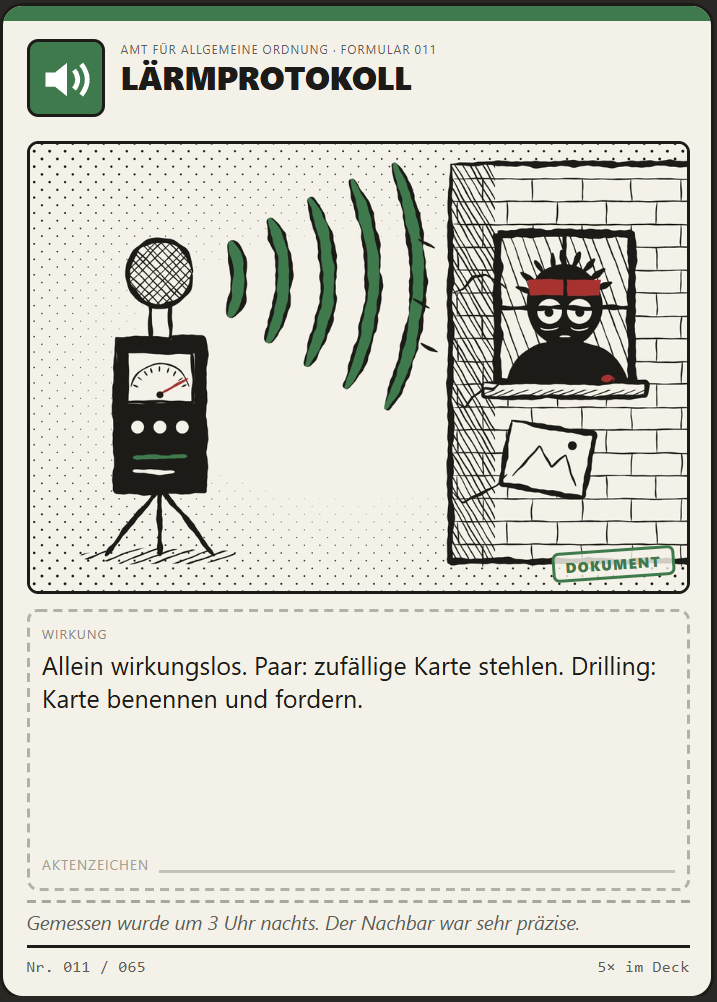 AMT FÜR ALLGEMEINE ORDNUNG · FORMULAR 011
LÄRMPROTOKOLL
DOKUMENT
WIRKUNG
Allein wirkungslos. Paar: zufällige Karte stehlen. Drilling:
Karte benennen und fordern.
AKTENZEICHEN
Gemessen wurde um 3 Uhr nachts. Der Nachbar war sehr präzise.
Nr. 011 / 065
5× im Deck